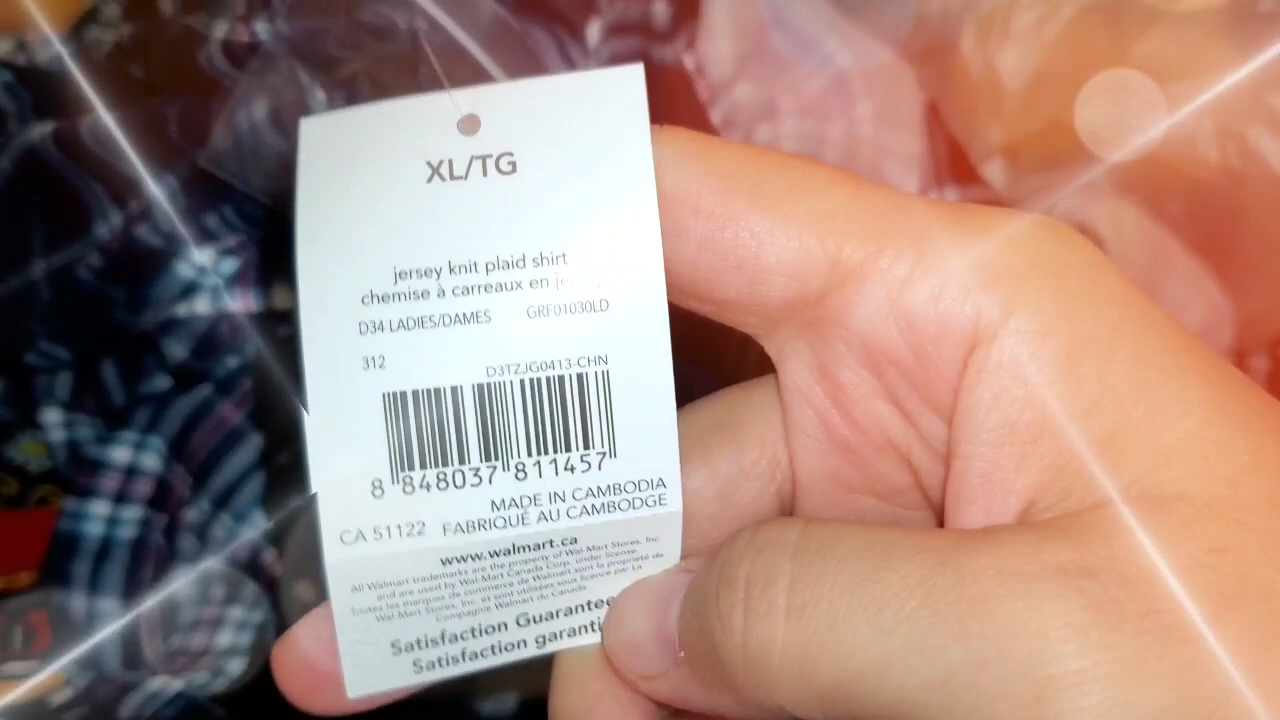 XL/TG
jersey knit plaid shirt
chemise à carreaux en
D34 LADIES/DAMES GRF01030LD
312 D3TZJG0413-CHN
8 848037 811457
MADE IN CAMBODIA
CA 51122 FABRIQUÉ AU CAMBODGE
www.walmart.ca
All Walmart trademarks are the property of Wal-Mart Stores, Inc.
and are used by Wal-Mart Canada Corp. under license.
Toutes les marques de commerce de Walmart sont la propriété de
Wal-Mart Stores, Inc. et sont utilisées sous licence par La
Compagnie Walmart du Canada
Satisfaction Guarantee
Satisfaction garanti